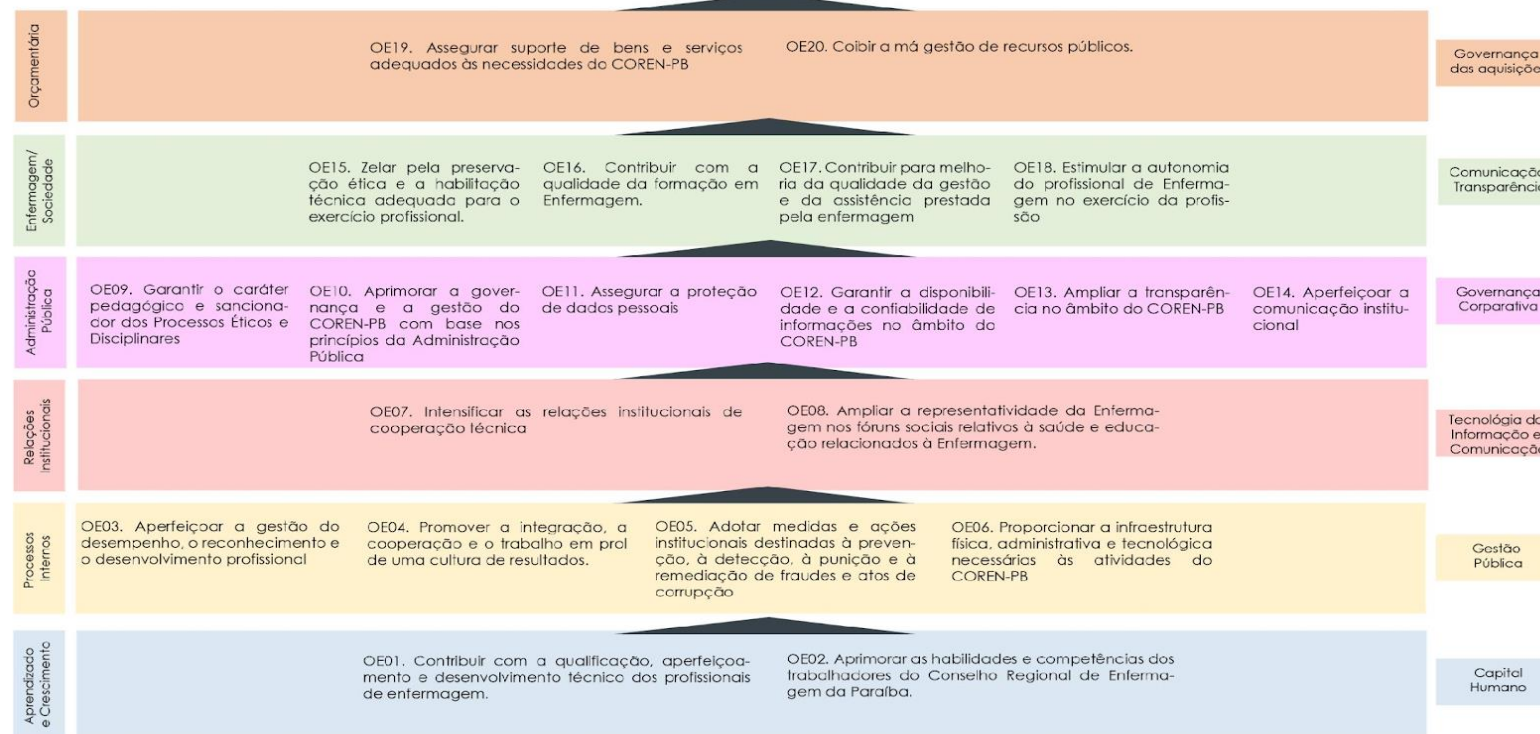 Orçamentária
OE19. Assegurar suporte de bens e serviços
adequados às necessidades do COREN-PB
OE20. Coibir a má gestão de recursos públicos.
Governança
das aquisiçõe
Enfermagem/
Sociedade
OE15. Zelar pela preserva-
ção ética e a habilitação
técnica adequada para o
exercício profissional.
OE16. Contribuir com a
qualidade da formação em
Enfermagem.
OE17. Contribuir para melho-
ria da qualidade da gestão
e da assistência prestada
pela enfermagem
OE18. Estimular a autonomia
do profissional de Enferma-
gem no exercício da profis-
são
Comunicação
Transparênci
Administração
Pública
OE09. Garantir o caráter
pedagógico e sanciona-
dor dos Processos Éticos e
Disciplinares
OE10. Aprimorar a gover-
nança e a gestão do
COREN-PB com base nos
princípios da Administração
Pública
OE11. Assegurar a proteção
de dados pessoais
OE12. Garantir a disponibili-
dade e a confiabilidade de
informações no âmbito do
COREN-PB
OE13. Ampliar a transparên-
cia no âmbito do COREN-PB
OE14. Aperfeiçoar a
comunicação institu-
cional
Governança
Corparativa
Relações
Institucionais
OE07. Intensificar as relações institucionais de
cooperação técnica
OE08. Ampliar a representatividade da Enferma-
gem nos fóruns sociais relativos à saúde e educa-
ção relacionados à Enfermagem.
Tecnológia da
Informação e
Comunicação
Processos
Internos
OE03. Aperfeiçoar a gestão do
desempenho, o reconhecimento e
o desenvolvimento profissional
OE04. Promover a integração, a
cooperação e o trabalho em prol
de uma cultura de resultados.
OE05. Adotar medidas e ações
institucionais destinadas à preven-
ção, à detecção, à punição e à
remediação de fraudes e atos de
corrupção
OE06. Proporcionar a infraestrutura
física, administrativa e tecnológica
necessárias às atividades do
COREN-PB
Gestão
Pública
Aprendizado
e Crescimento
OE01. Contribuir com a qualificação, aperfeiçoa-
mento e desenvolvimento técnico dos profissionais
de enfermagem.
OE02. Aprimorar as habilidades e competências dos
trabalhadores do Conselho Regional de Enferma-
gem da Paraíba.
Capital
Humano